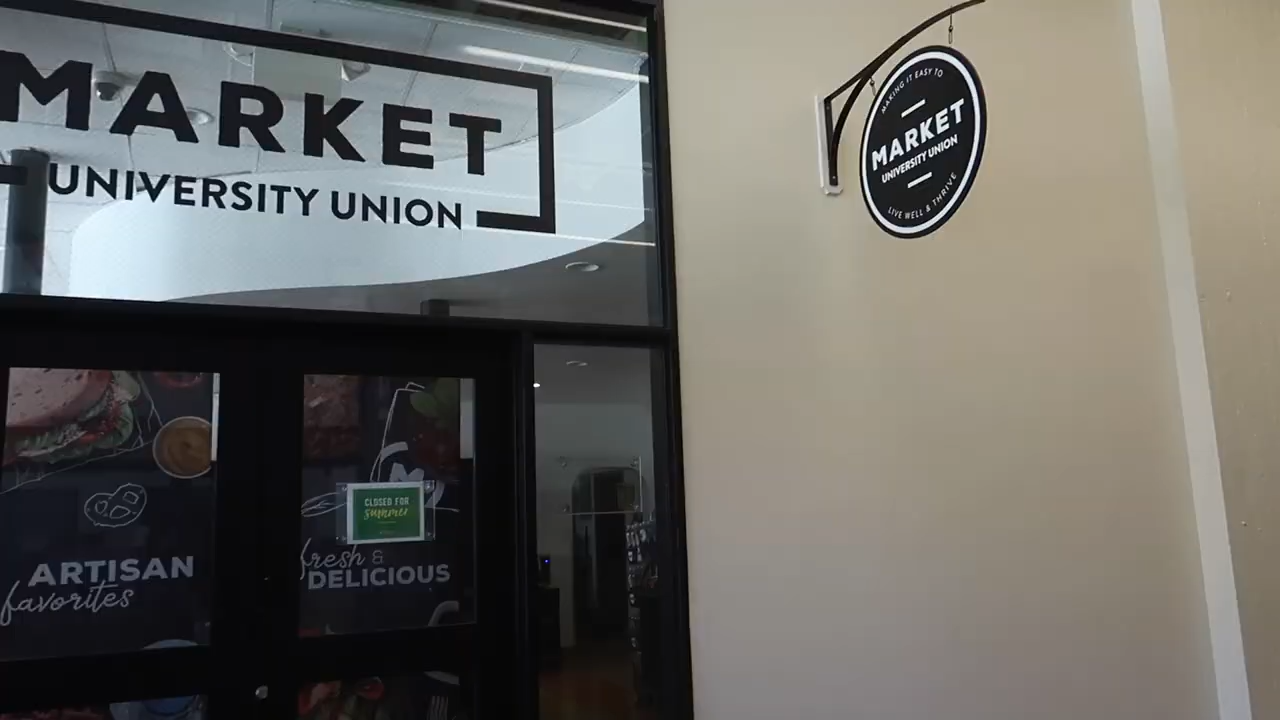 MARKET
UNIVERSITY UNION
MAKING IT EASY TO
MARKET
UNIVERSITY UNION
LIVE WELL & THRIVE
CLOSED FOR
summer
ARTISAN
favorites
fresh &
DELICIOUS